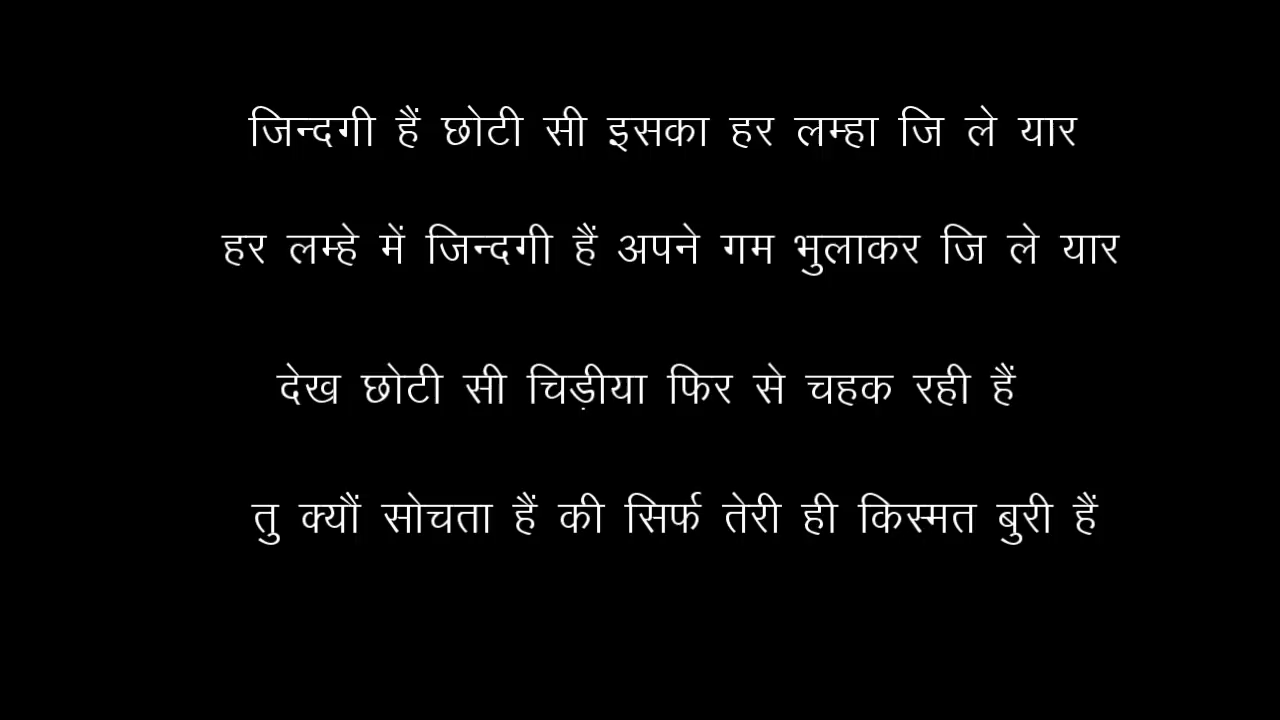 जिन्दगी हैं छोटी सी इसका हर लम्हा जि ले यार
हर लम्हे में जिन्दगी हैं अपने गम भुलाकर जि ले यार
देख छोटी सी चिड़ीया फिर से चहक रही हैं
तु क्यौं सोचता हैं की सिर्फ तेरी ही किस्मत बुरी हैं